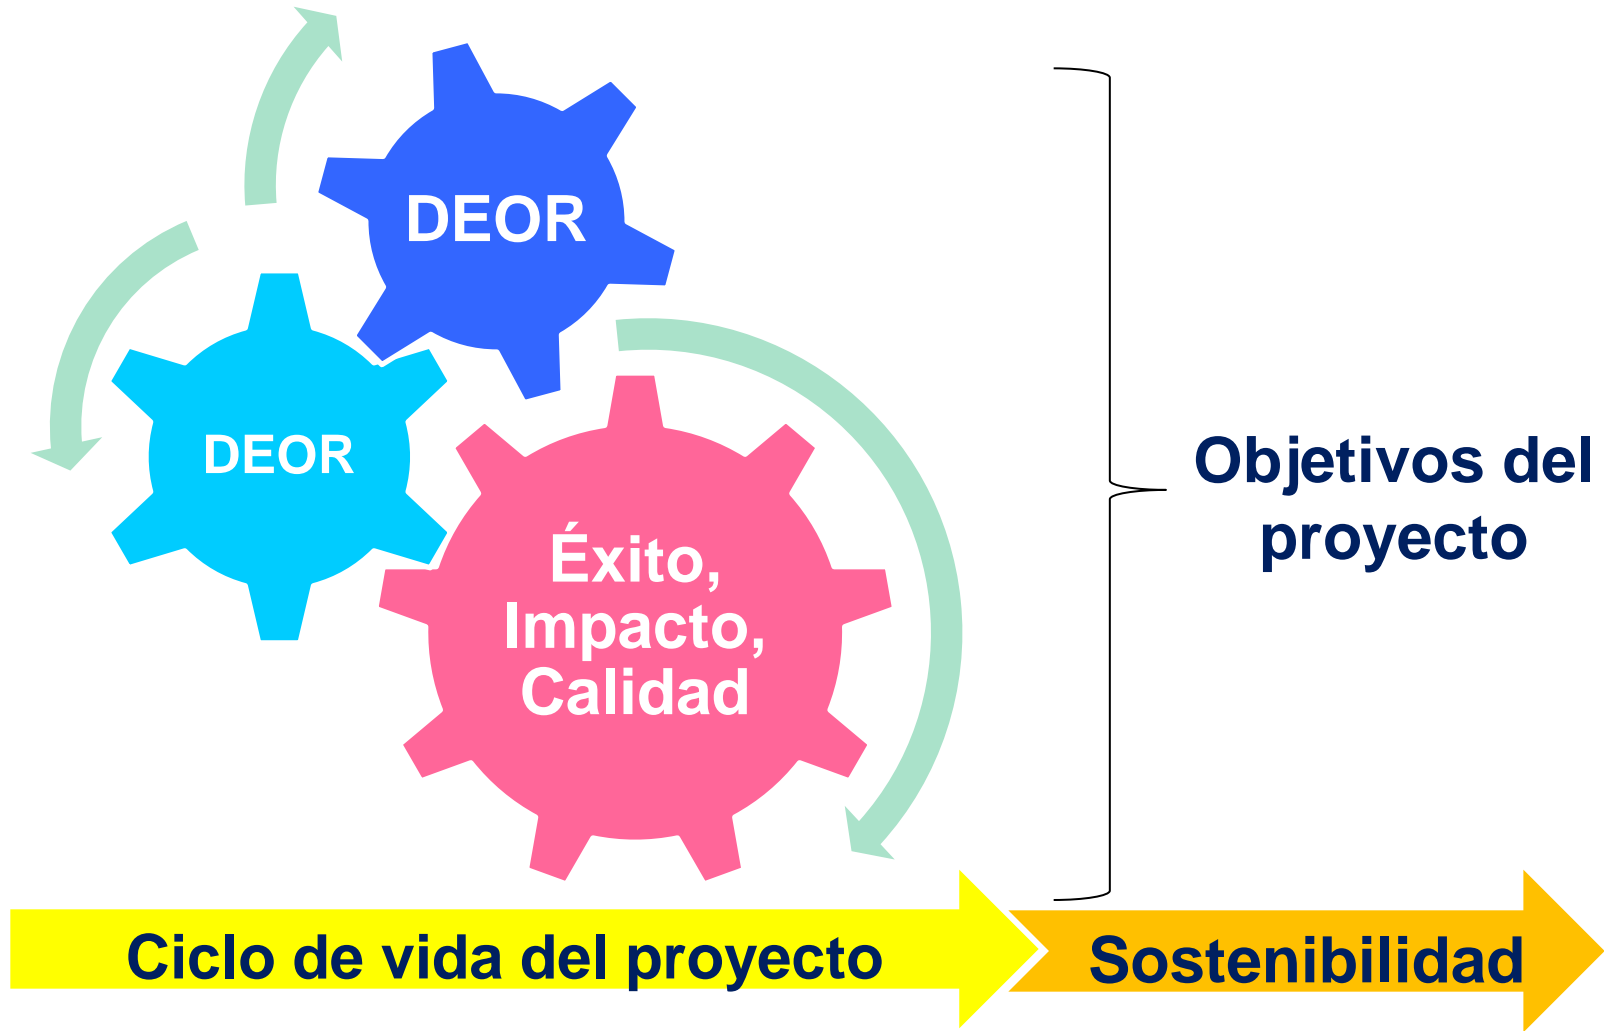 DEOR
DEOR
Éxito,
Impacto,
Calidad
Objetivos del
proyecto
Ciclo de vida del proyecto
Sostenibilidad